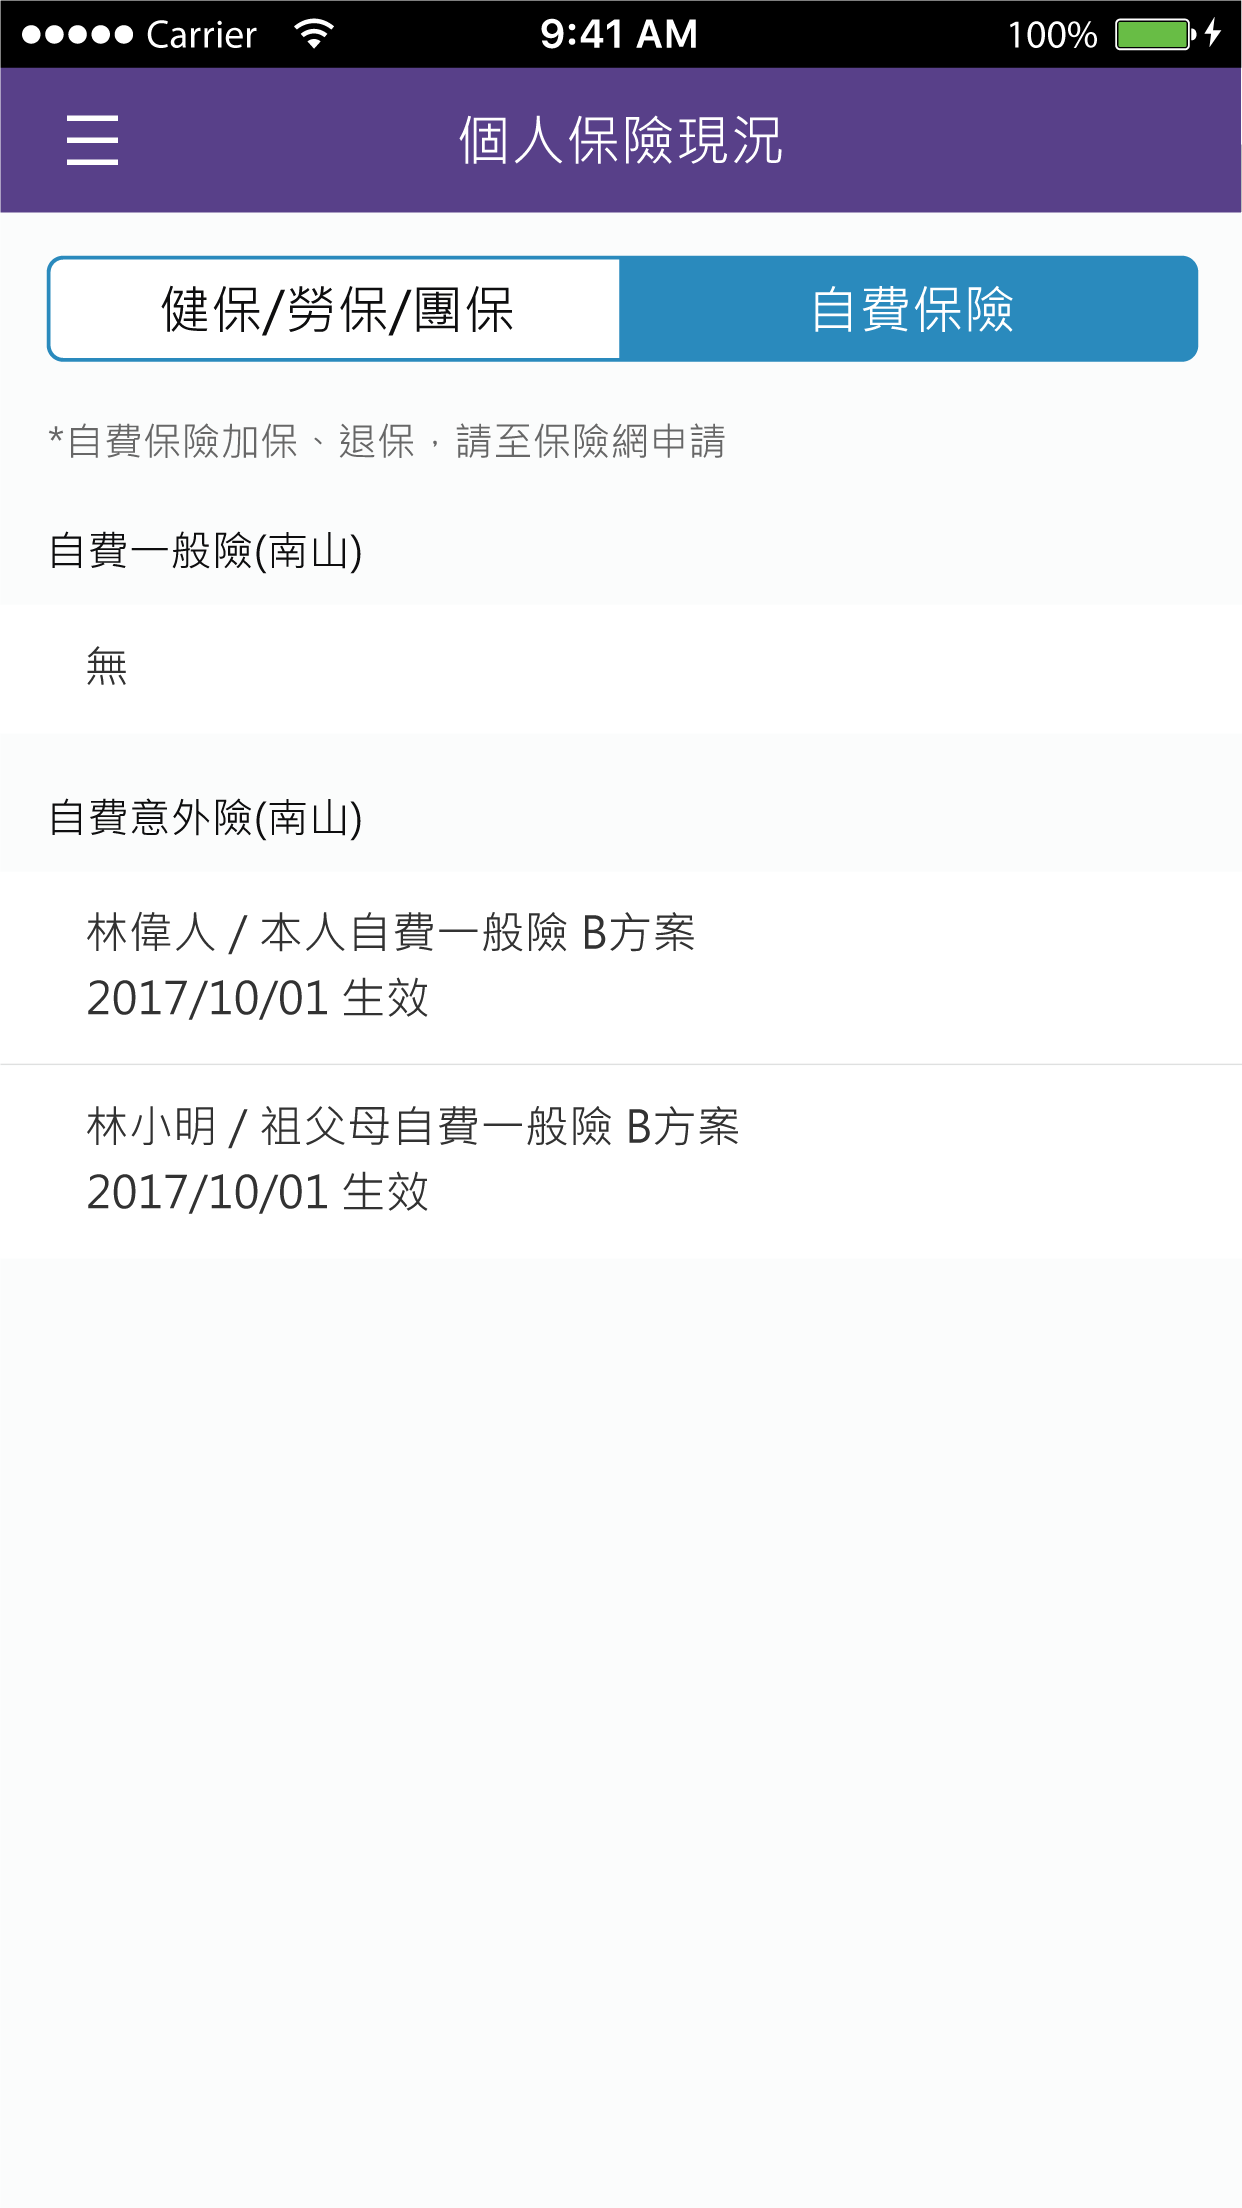 Carrier 9:41 AM 100%
個人保險現況
健保/勞保/團保 自費保險
*自費保險加保、退保，請至保險網申請
自費一般險(南山)
無
自費意外險(南山)
林偉人 / 本人自費一般險 B方案
2017/10/01 生效
林小明 / 祖父母自費一般險 B方案
2017/10/01 生效